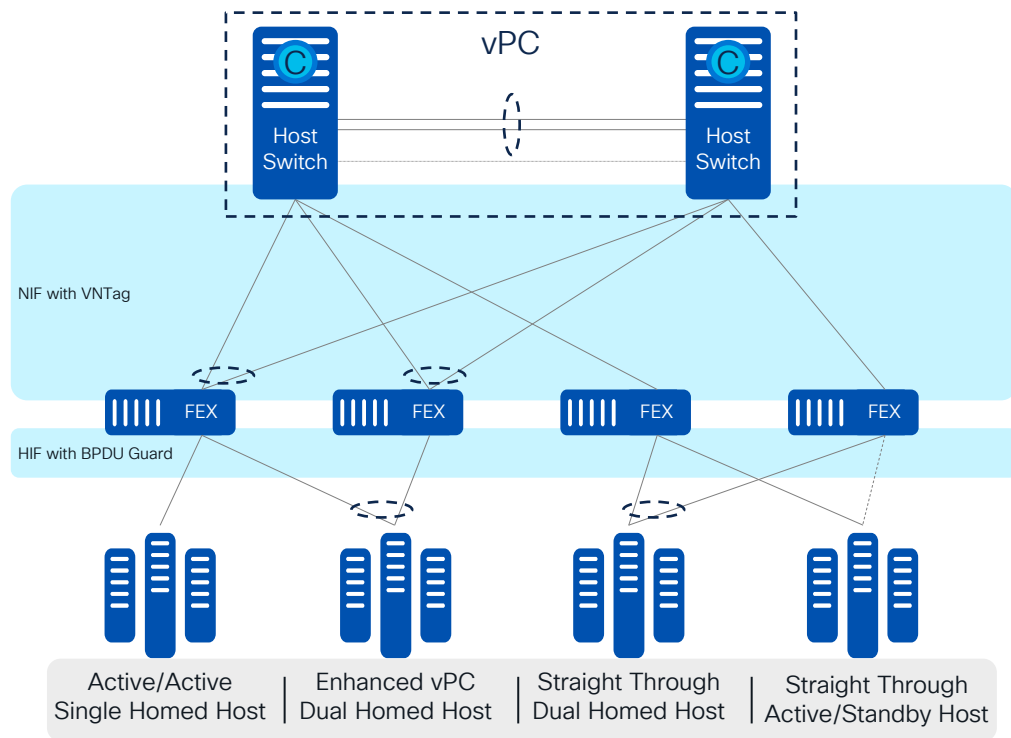 vPC
C
C
Host
Switch
Host
Switch
NIF with VNTag
FEX
FEX
FEX
FEX
HIF with BPDU Guard
Active/Active
Single Homed Host
Enhanced vPC
Dual Homed Host
Straight Through
Dual Homed Host
Straight Through
Active/Standby Host